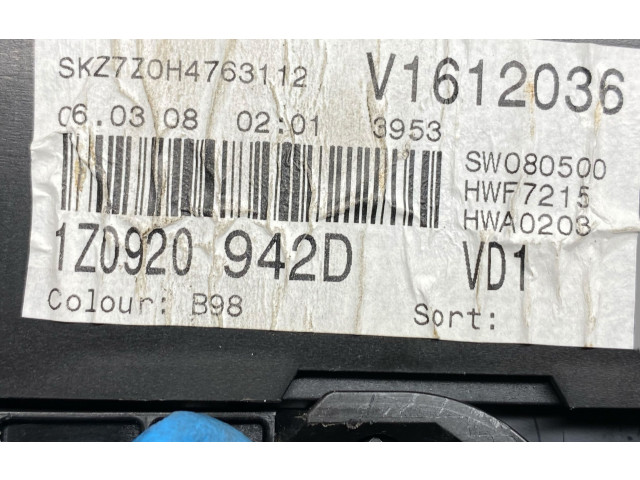 SKZ7Z0H4763112
V1612036
06.03.08 02:01 3953
SW080500
HWF7215
HWA0203
1Z0920 942D VD1
Colour: B98 Sort: